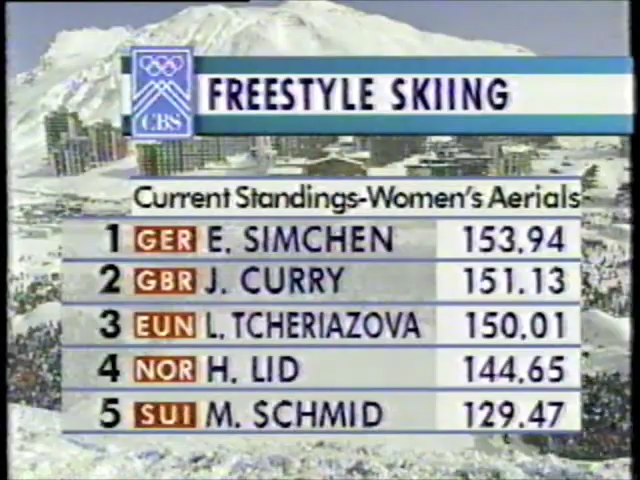 CBS
FREESTYLE SKIING
Current Standings-Women's Aerials
1 GER E. SIMCHEN 153.94
2 GBR J. CURRY 151.13
3 EUN L. TCHERIAZOVA 150.01
4 NOR H. LID 144.65
5 SUI M. SCHMID 129.47